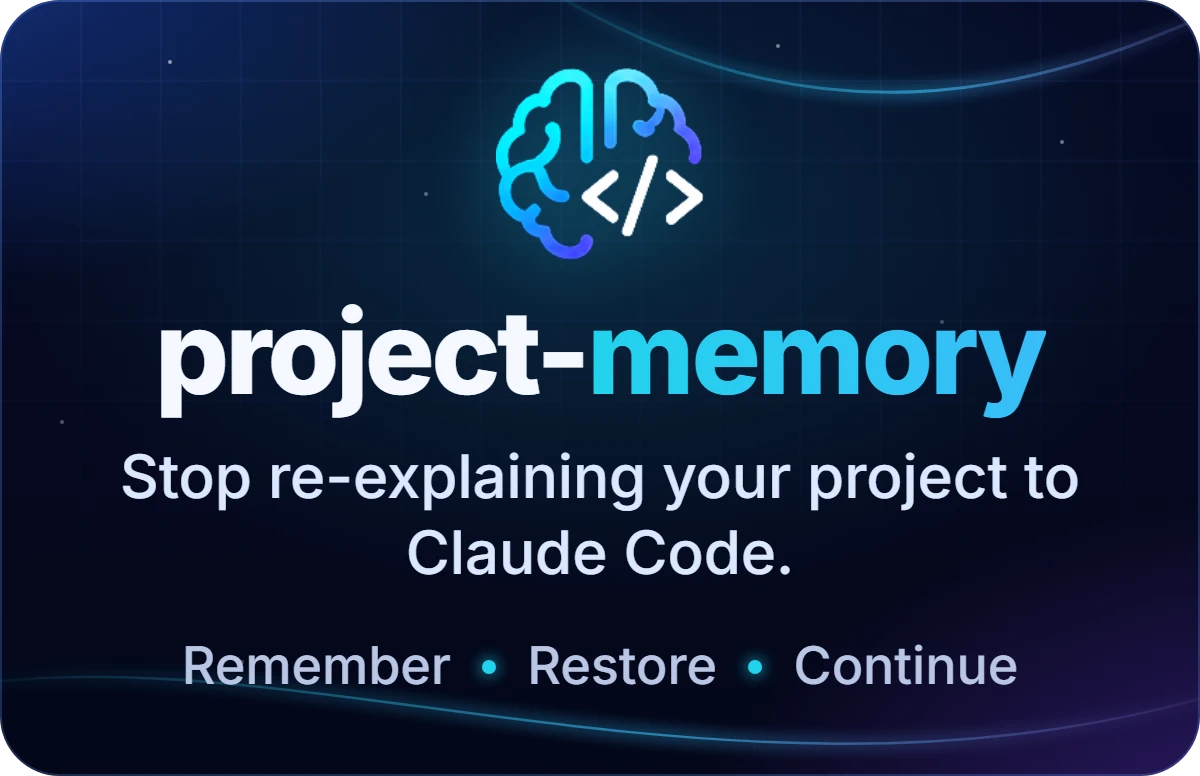 </>
project-memory
Stop re-explaining your project to
Claude Code.
Remember • Restore • Continue